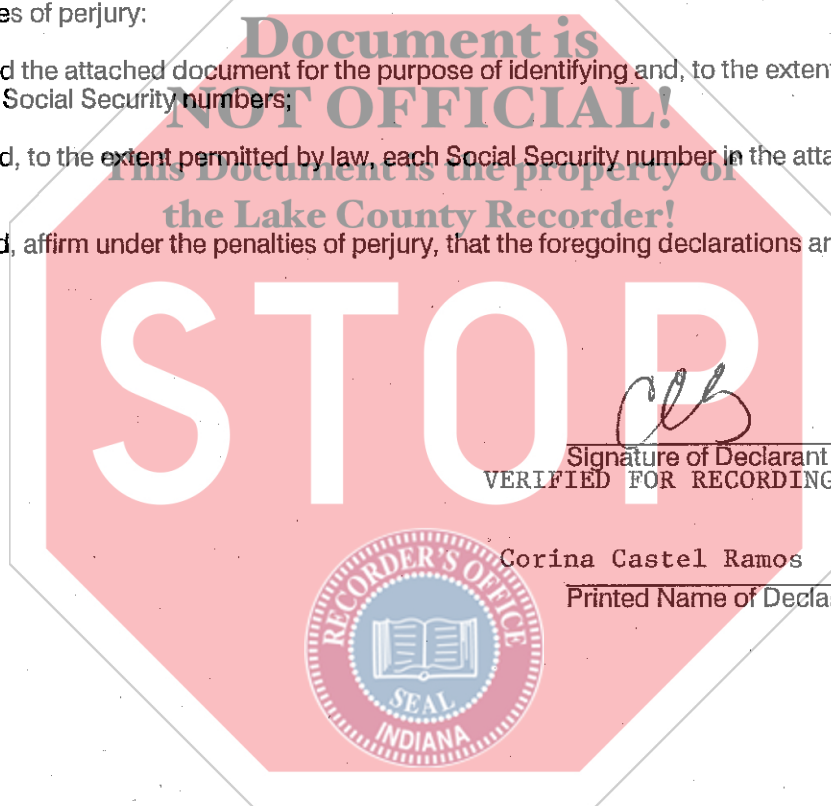 es of perjury:
Document is
d the attached document for the purpose of identifying and, to the exten
Social Security numbers;
NOT OFFICIAL!
d, to the extent permitted by law, each Social Security number in the atta
This Document is the property of
the Lake County Recorder!
d, affirm under the penalties of perjury, that the foregoing declarations ar
STOP
Signature of Declarant
VERIFIED FOR RECORDING
Corina Castel Ramos
Printed Name of Decla
RECORDER'S OFFICE
SEAL
INDIANA